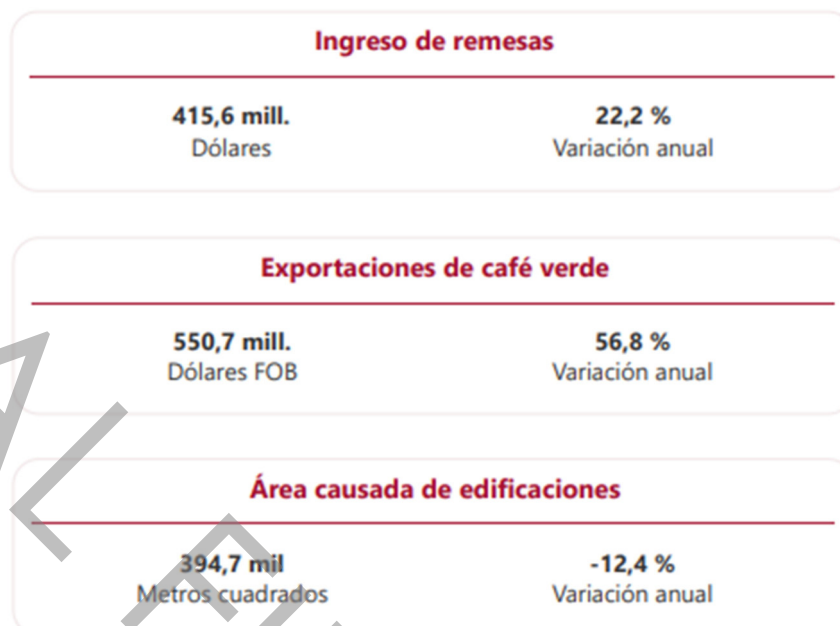 Ingreso de remesas
415,6 mill. 22,2 %
Dólares Variación anual
Exportaciones de café verde
550,7 mill. 56,8 %
Dólares FOB Variación anual
Área causada de edificaciones
394,7 mil -12,4 %
Metros cuadrados Variación anual